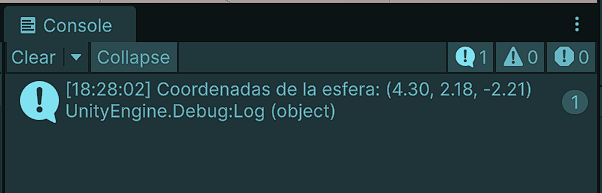 Console
Clear Collapse 1 0 0
[18:28:02] Coordenadas de la esfera: (4.30, 2.18, -2.21)
UnityEngine.Debug:Log (object)
1